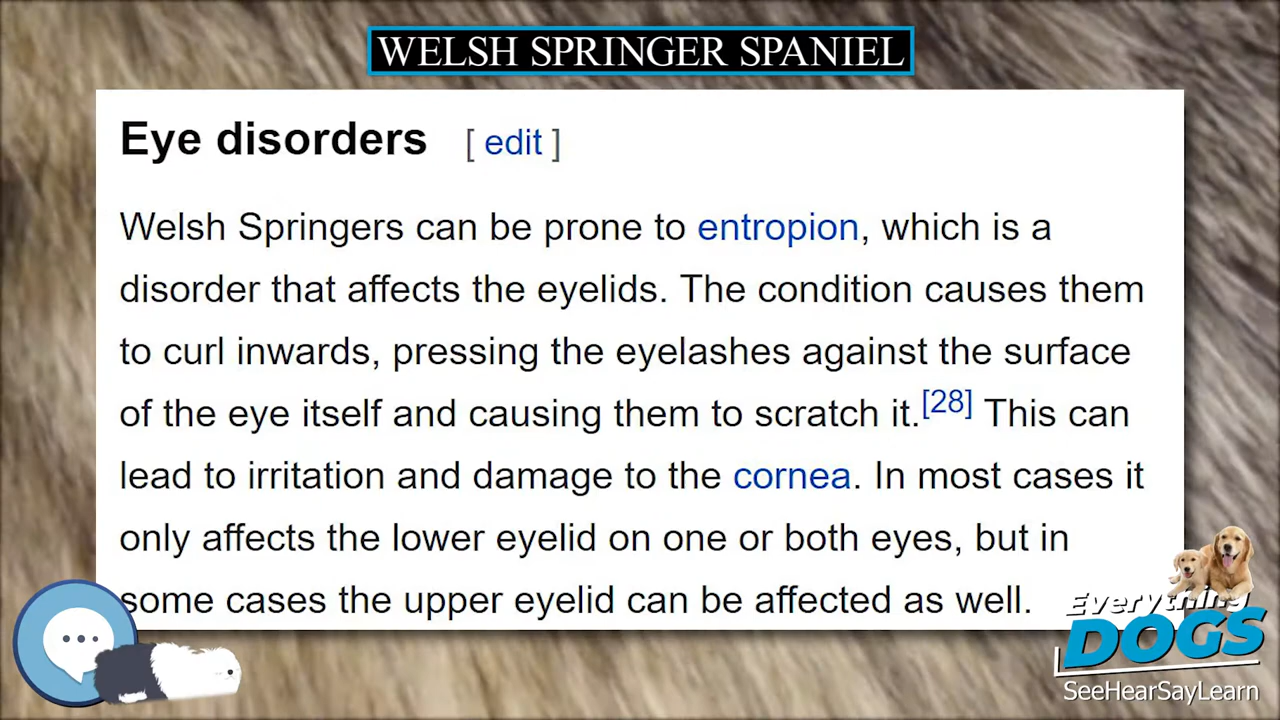 WELSH SPRINGER SPANIEL
Eye disorders [ edit ]
Welsh Springers can be prone to entropion, which is a
disorder that affects the eyelids. The condition causes them
to curl inwards, pressing the eyelashes against the surface
of the eye itself and causing them to scratch it.[28] This can
lead to irritation and damage to the cornea. In most cases it
only affects the lower eyelid on one or both eyes, but in
some cases the upper eyelid can be affected as well.
Everything
DOGS
SeeHearSayLearn